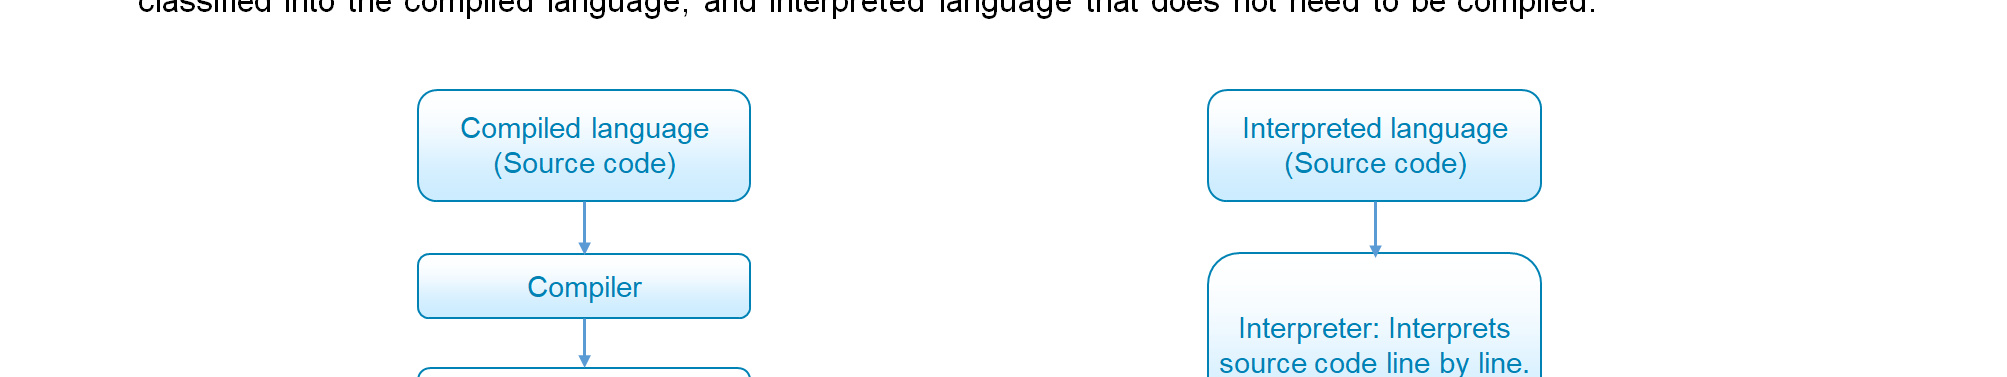 classified into the compiled language, and interpreted language that does not need to be compiled.
Compiled language
(Source code)
Interpreted language
(Source code)
Compiler
Interpreter: Interprets
source code line by line.